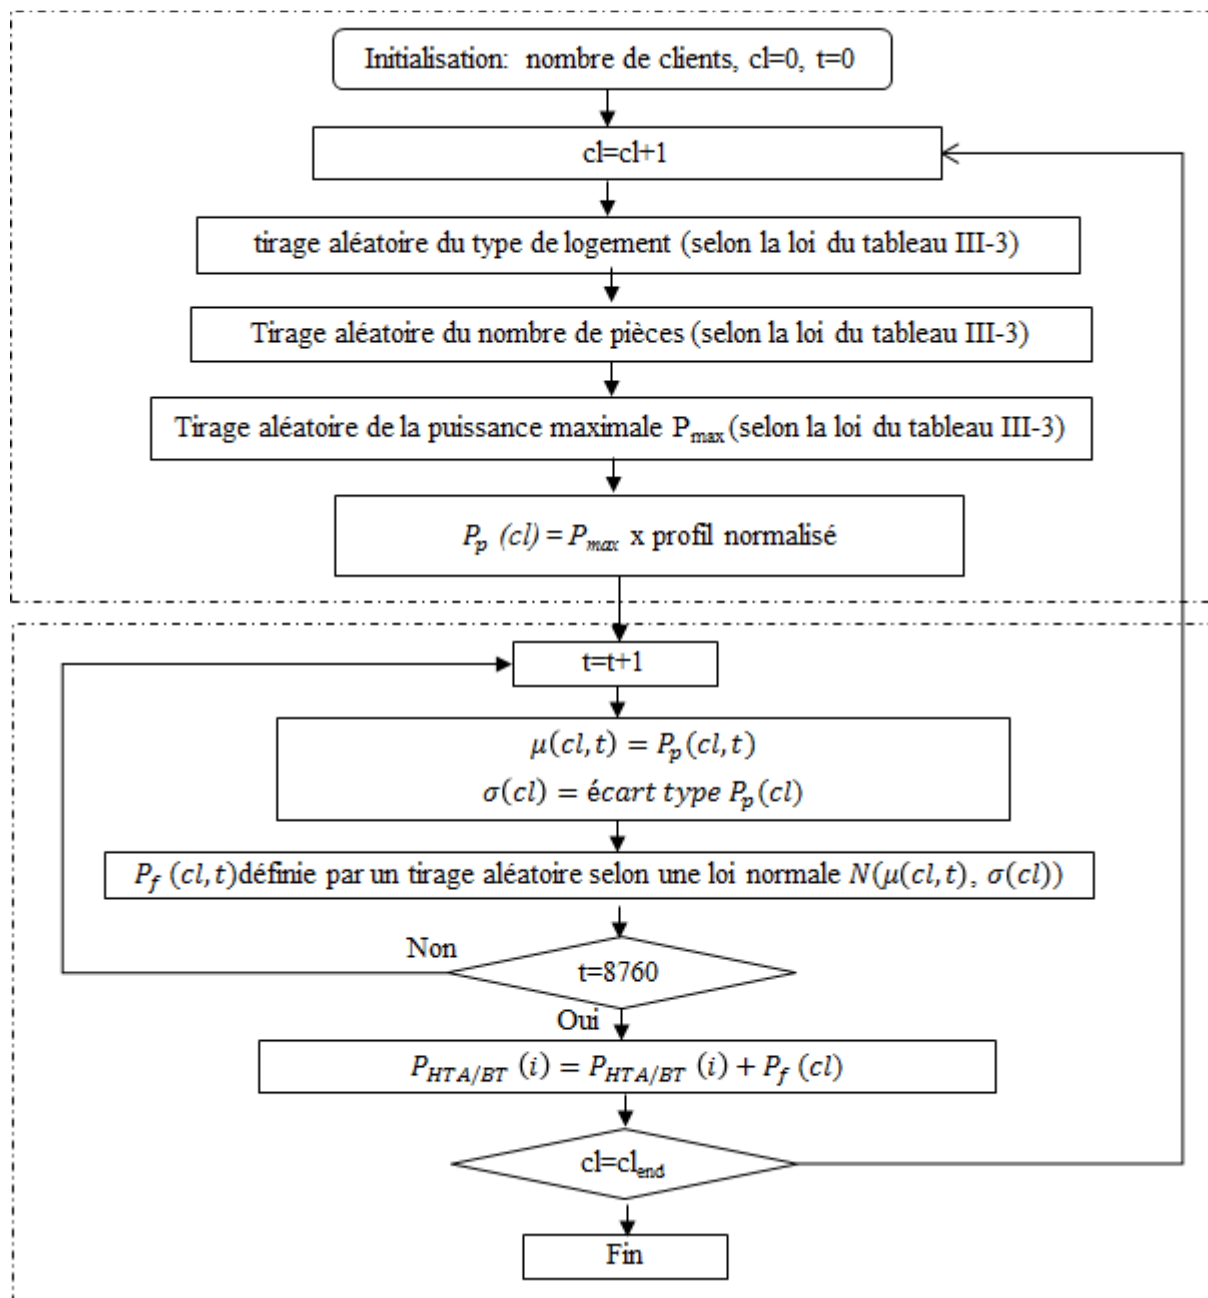 Initialisation: nombre de clients, cl=0, t=0
cl=cl+1
tirage aléatoire du type de logement (selon la loi du tableau III-3)
Tirage aléatoire du nombre de pièces (selon la loi du tableau III-3)
Tirage aléatoire de la puissance maximale Pmax (selon la loi du tableau III-3)
Pp (cl) = Pmax x profil normalisé
t=t+1
μ(cl,t) = Pp(cl,t)
σ(cl) = écart type Pp(cl)
Pf (cl,t)définie par un tirage aléatoire selon une loi normale N(μ(cl,t), σ(cl))
Non
t=8760
Oui
PHTA/BT (i) = PHTA/BT (i) + Pf (cl)
cl=clend
Fin